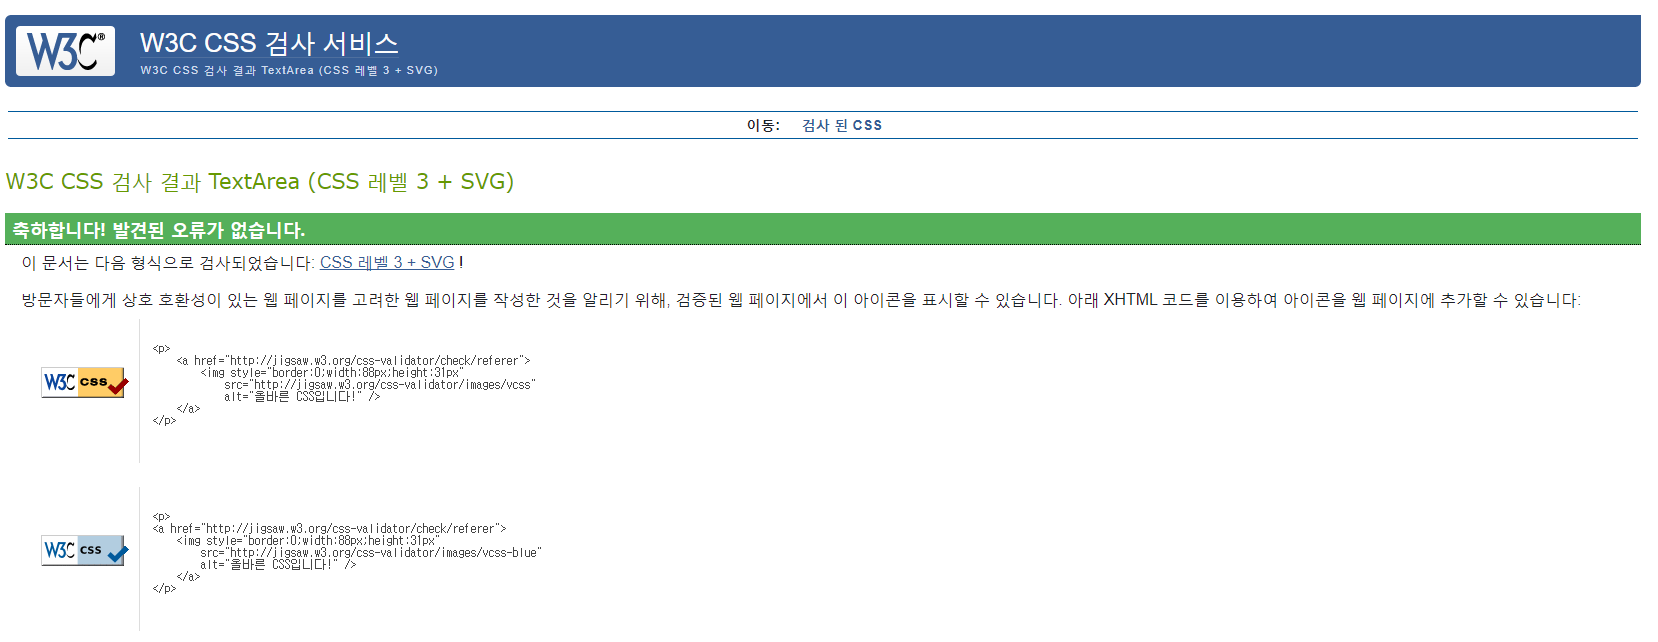 W3C®
W3C CSS 검사 서비스
W3C CSS 검사 결과 TextArea (CSS 레벨 3 + SVG)
이동: 검사 된 CSS
W3C CSS 검사 결과 TextArea (CSS 레벨 3 + SVG)
축하합니다! 발견된 오류가 없습니다.
이 문서는 다음 형식으로 검사되었습니다: CSS 레벨 3 + SVG !
방문자들에게 상호 호환성이 있는 웹 페이지를 고려한 웹 페이지를 작성한 것을 알리기 위해, 검증된 웹 페이지에서 이 아이콘을 표시할 수 있습니다. 아래 XHTML 코드를 이용하여 아이콘을 웹 페이지에 추가할 수 있습니다:
W3C css
<p>
<a href="http://jigsaw.w3.org/css-validator/check/referer">
<img style="border:0;width:88px;height:31px"
src="http://jigsaw.w3.org/css-validator/images/vcss"
alt="올바른 CSS입니다!" />
</a>
</p>
W3C css
<p>
<a href="http://jigsaw.w3.org/css-validator/check/referer">
<img style="border:0;width:88px;height:31px"
src="http://jigsaw.w3.org/css-validator/images/vcss-blue"
alt="올바른 CSS입니다!" />
</a>
</p>